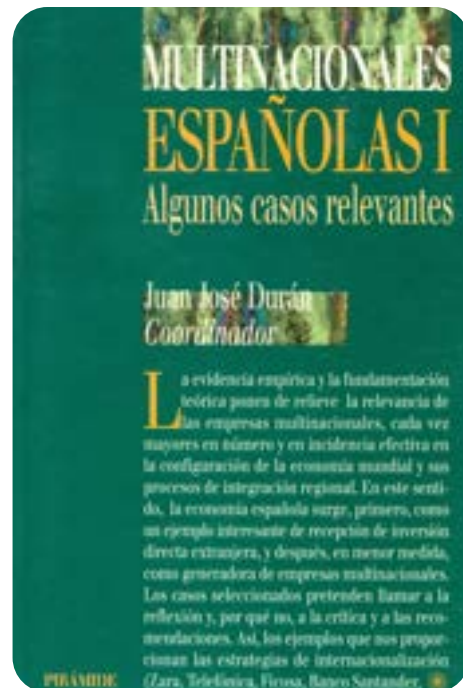 MULTINACIONALES
ESPAÑOLAS I
Algunos casos relevantes
Juan José Durán
Coordinador
La evidencia empírica y la fundamentación
teórica ponen de relieve la relevancia de
las empresas multinacionales, cada vez
mayores en número y en incidencia efectiva en
la configuración de la economía mundial y sus
procesos de integración regional. En este senti-
do, la economía española surge, primero, como
un ejemplo interesante de recepción de inversión
directa extranjera, y después, en menor medida,
como generadora de empresas multinacionales.
Los casos seleccionados pretenden llamar a la
reflexión y, por qué no, a la crítica y a las reco-
mendaciones. Así, los ejemplos que nos propor-
cionan las estrategias de internacionalización
(Zara, Telefónica, Ficosa, Banco Santander,
PIRÁMIDE